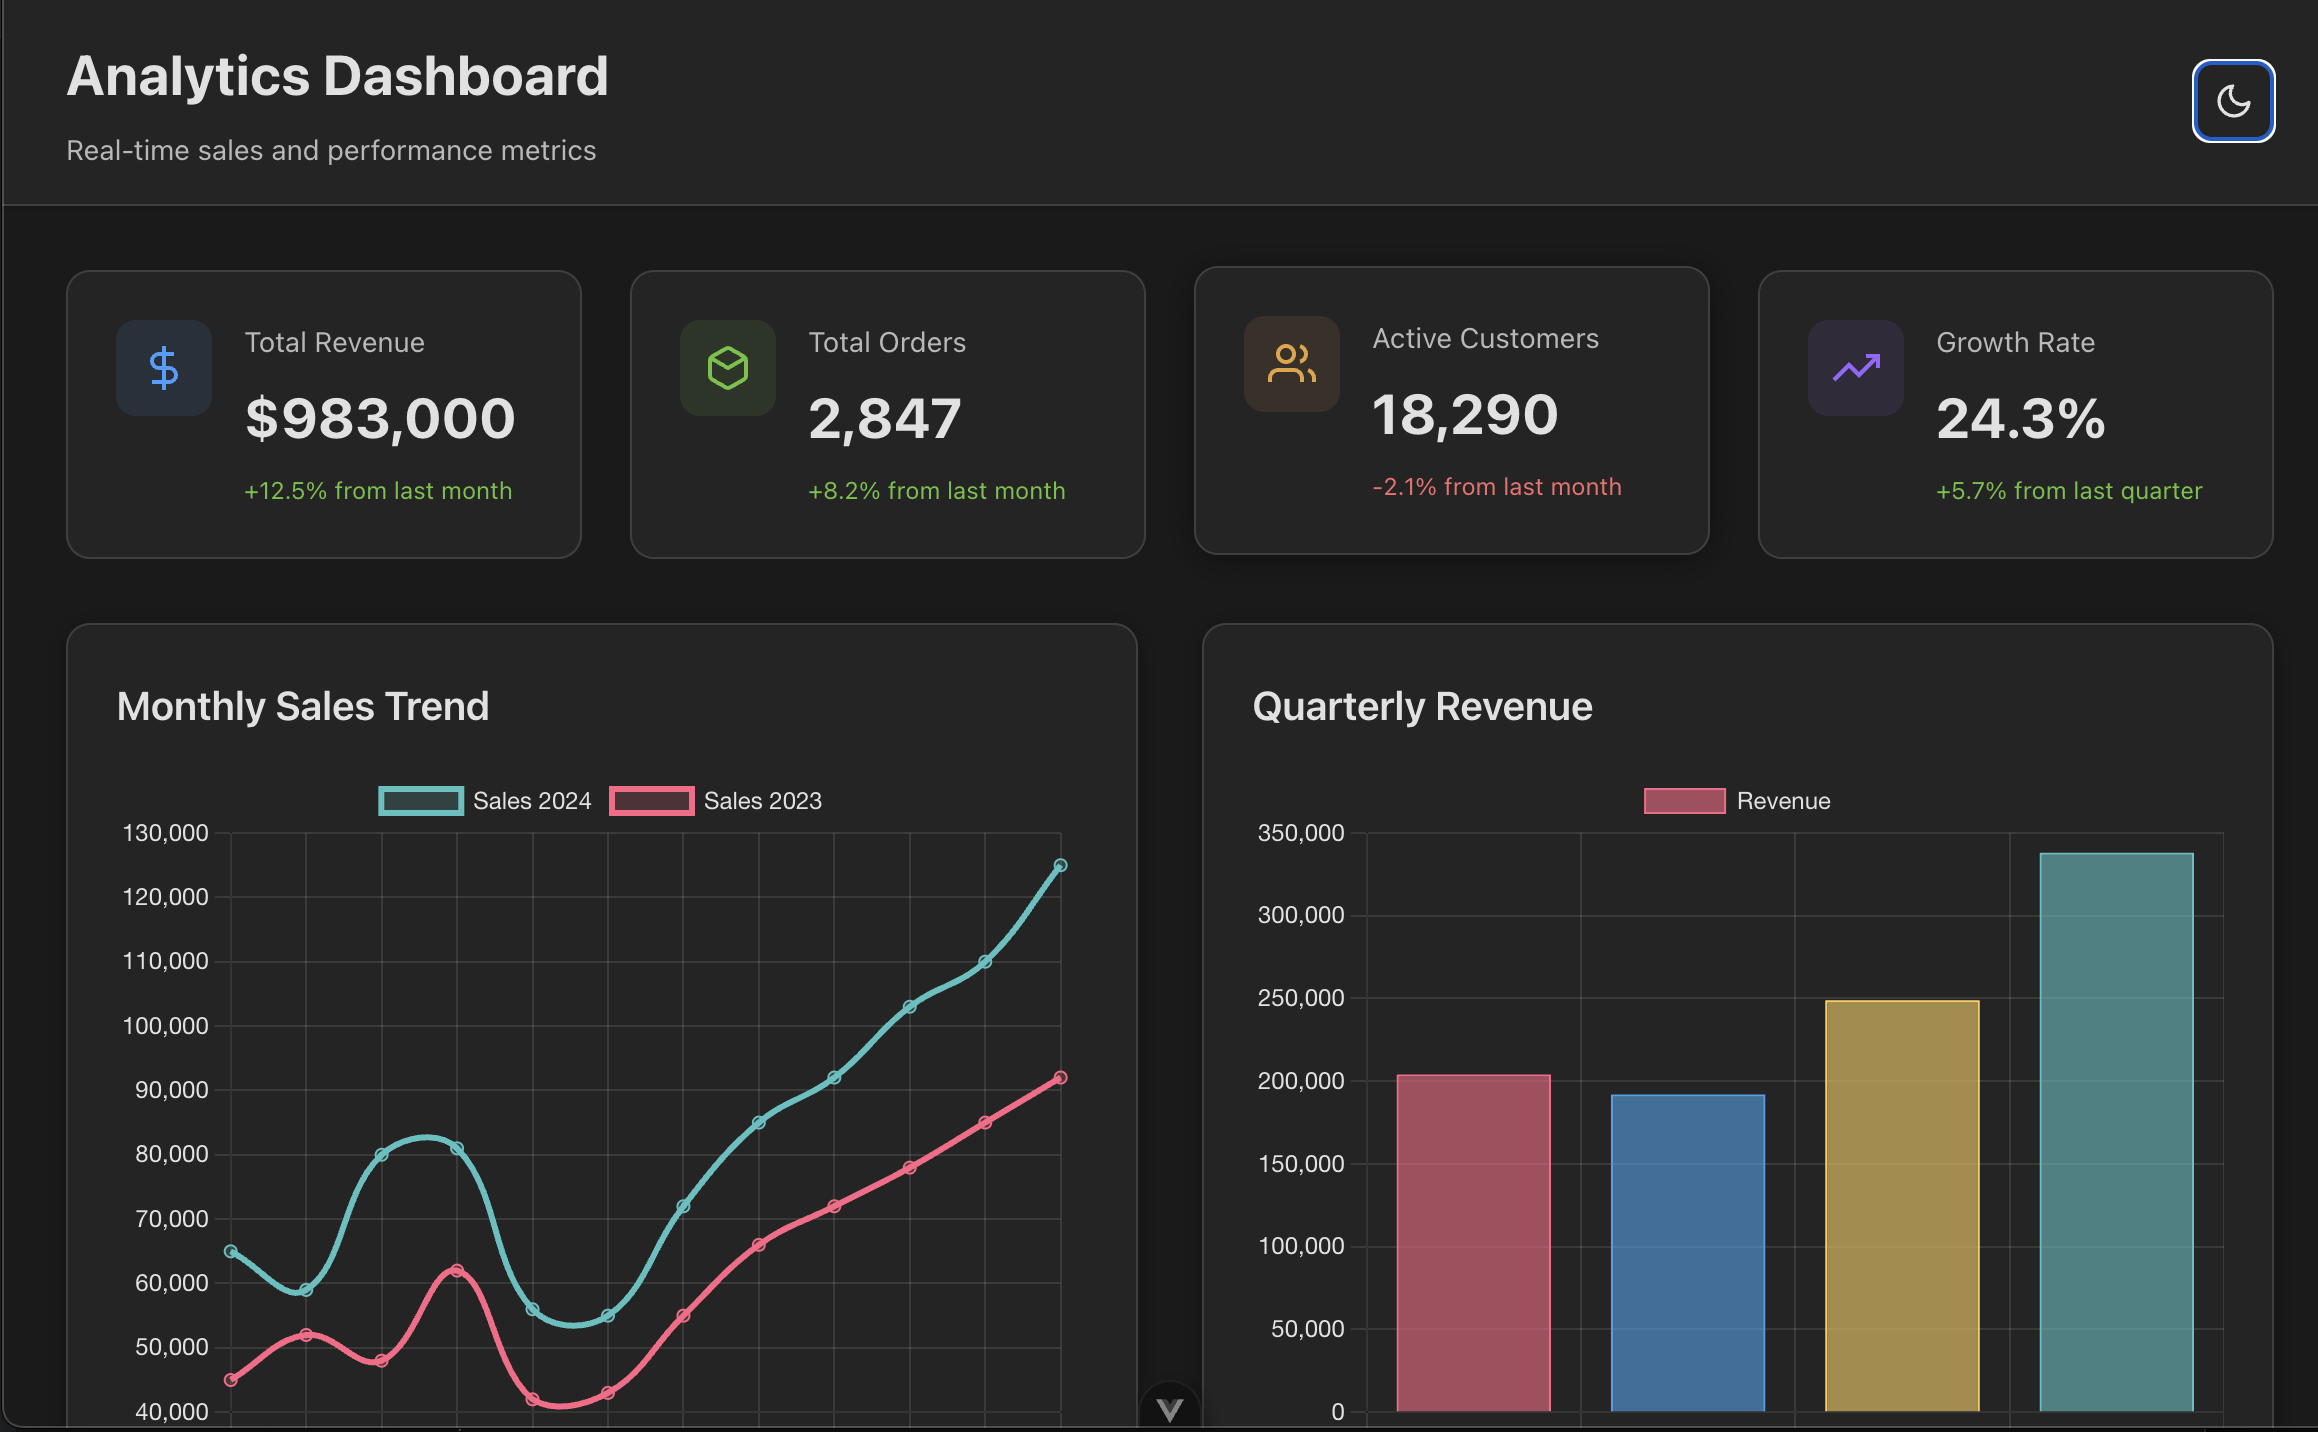 Analytics Dashboard
Real-time sales and performance metrics
Total Revenue
$983,000
+12.5% from last month
Total Orders
2,847
+8.2% from last month
Active Customers
18,290
-2.1% from last month
Growth Rate
24.3%
+5.7% from last quarter
Monthly Sales Trend
Sales 2024 Sales 2023
130,000
120,000
110,000
100,000
90,000
80,000
70,000
60,000
50,000
40,000
Quarterly Revenue
Revenue
350,000
300,000
250,000
200,000
150,000
100,000
50,000
0